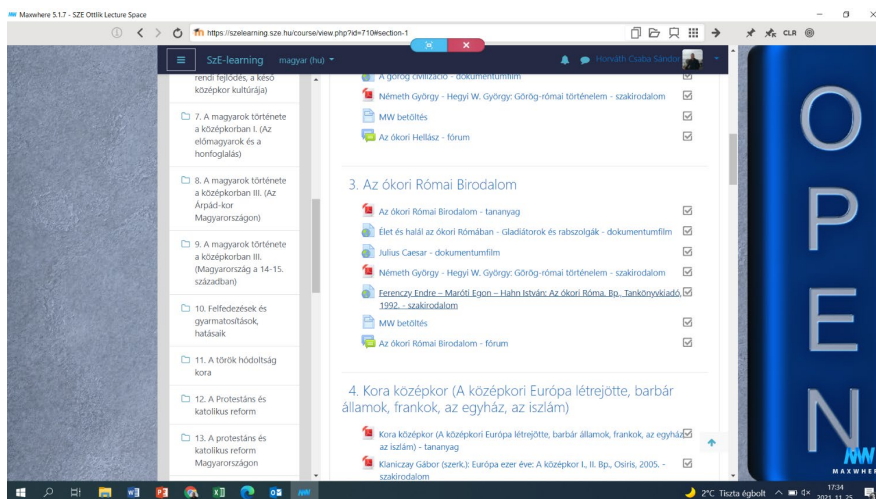 Maxwhere 5.1.7 - SZE Ottlik Lecture Space
https://szelearning.sze.hu/course/view.php?id=710#section-1
CLR
SzE-learning
magyar (hu)
Horváth Csaba Sándor
rendi fejlődés, a késő
középkor kultúrája)
7. A magyarok története
a középkorban I. (Az
előmagyarok és a
honfoglalás)
8. A magyarok története
a középkorban III. (Az
Árpád-kor
Magyarországon)
9. A magyarok története
a középkorban III.
(Magyarország a 14-15.
században)
10. Felfedezések és
gyarmatosítások,
hatásaik
11. A török hódoltság
kora
12. A Protestáns és
katolikus reform
13. A protestáns és
katolikus reform
Magyarországon
A görög civilizáció - dokumentumfilm
Németh György - Hegyi W. György: Görög-római történelem - szakirodalom
MW betöltés
Az ókori Hellász - fórum
3. Az ókori Római Birodalom
Az ókori Római Birodalom - tananyag
Élet és halál az ókori Rómában - Gladiátorok és rabszolgák - dokumentumfilm
Julius Caesar - dokumentumfilm
Németh György - Hegyi W. György: Görög-római történelem - szakirodalom
Ferenczy Endre – Maróti Egon – Hahn István: Az ókori Róma. Bp., Tankönyvkiadó,
1992. - szakirodalom
MW betöltés
Az ókori Római Birodalom - fórum
4. Kora középkor (A középkori Európa létrejötte, barbár
államok, frankok, az egyház, az iszlám)
Kora középkor (A középkori Európa létrejötte, barbár államok, frankok, az egyház,
az iszlám) - tananyag
Klaniczay Gábor (szerk.): Európa ezer éve: A középkor I., II. Bp., Osiris, 2005. -
szakirodalom
OPEN
MAXWHERE
2°C Tiszta égbolt
17:34
2021. 11. 25.